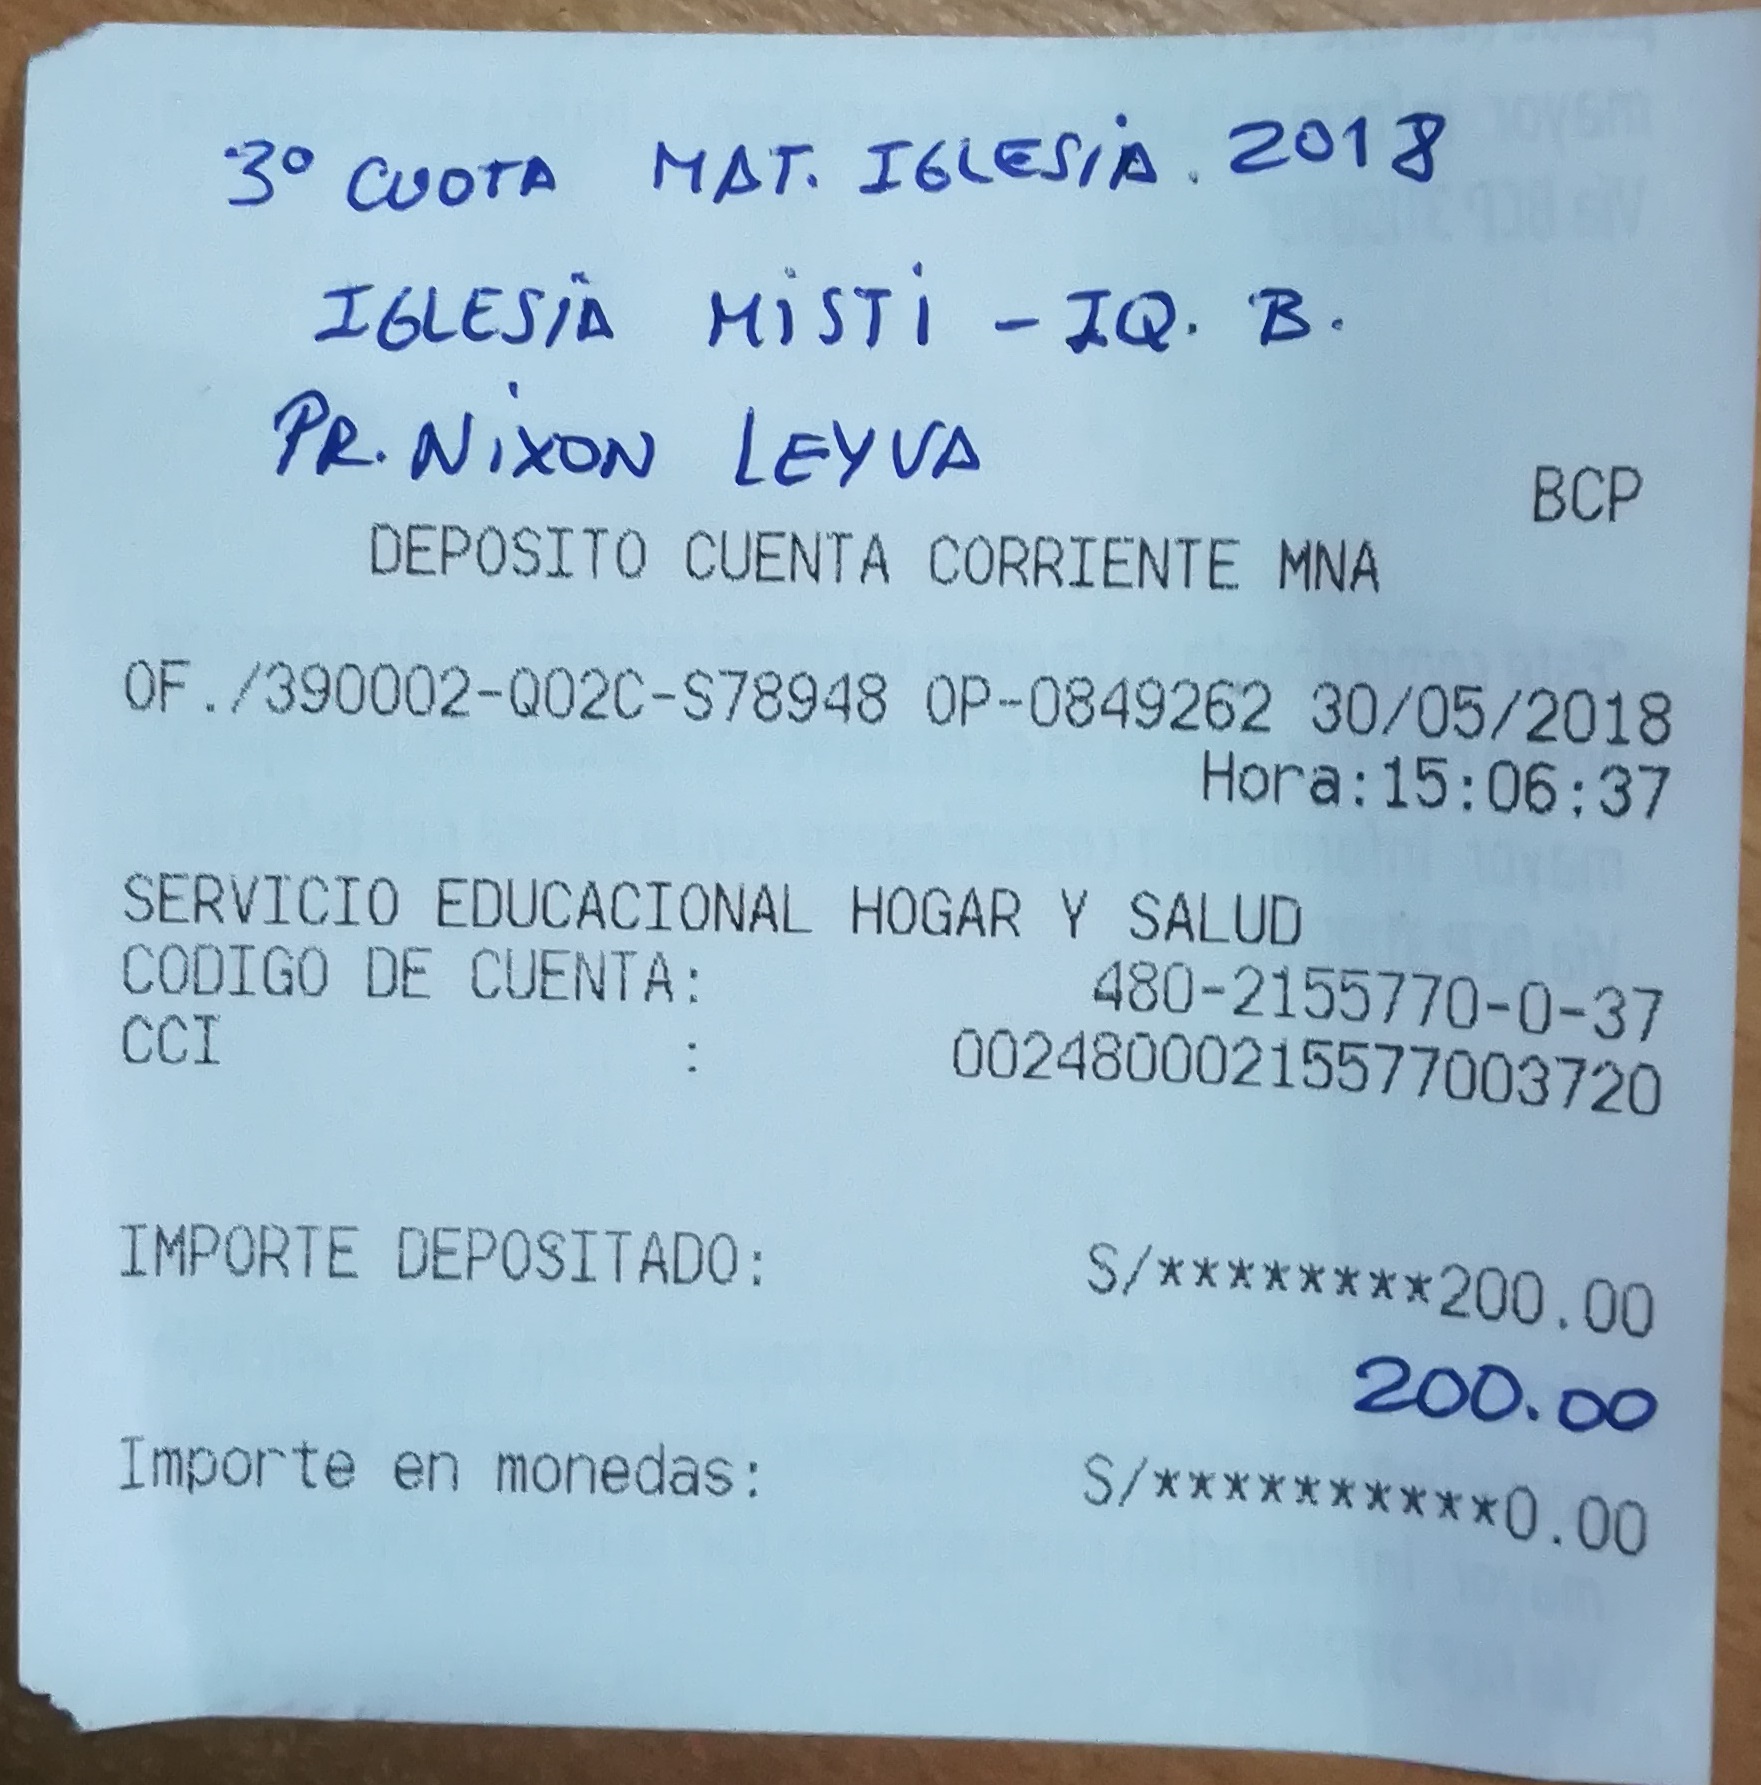 3° CUOTA MAT. IGLESIA. 2018
IGLESIA MISTI - IQ. B.
PR. NIXON LEYVA
BCP
DEPOSITO CUENTA CORRIENTE MNA
OF./390002-Q02C-S78948 OP-0849262 30/05/2018
Hora:15:06:37
SERVICIO EDUCACIONAL HOGAR Y SALUD
CODIGO DE CUENTA: 480-2155770-0-37
CCI : 00248000215577003720
IMPORTE DEPOSITADO: S/********200.00
200.00
Importe en monedas: S/**********0.00